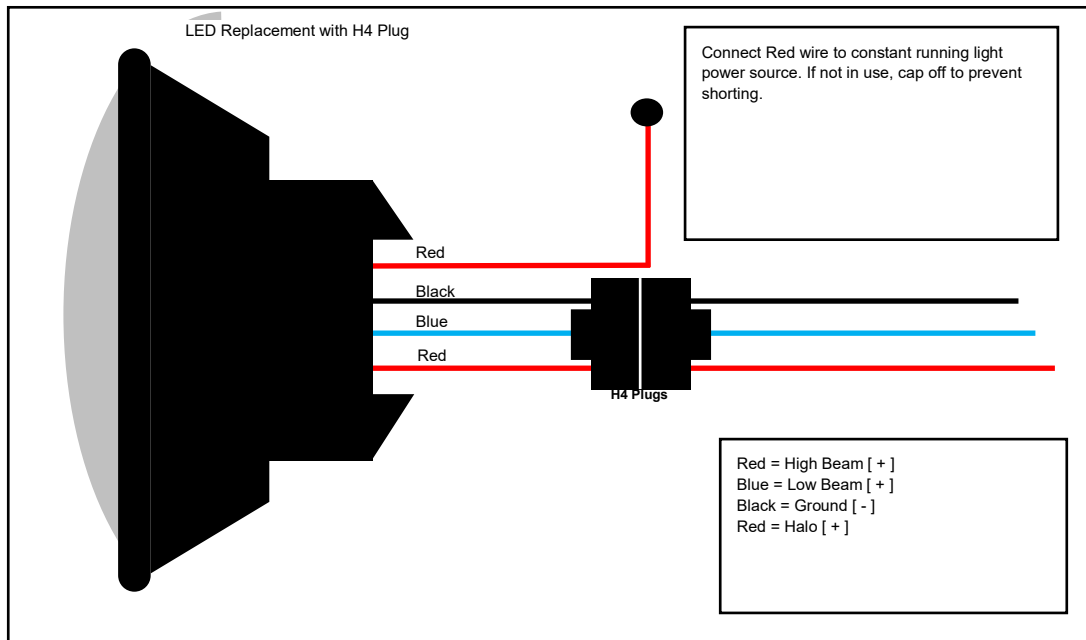 LED Replacement with H4 Plug
Connect Red wire to constant running light
power source. If not in use, cap off to prevent
shorting.
Red
Black
Blue
Red
H4 Plugs
Red = High Beam [ + ]
Blue = Low Beam [ + ]
Black = Ground [ - ]
Red = Halo [ + ]